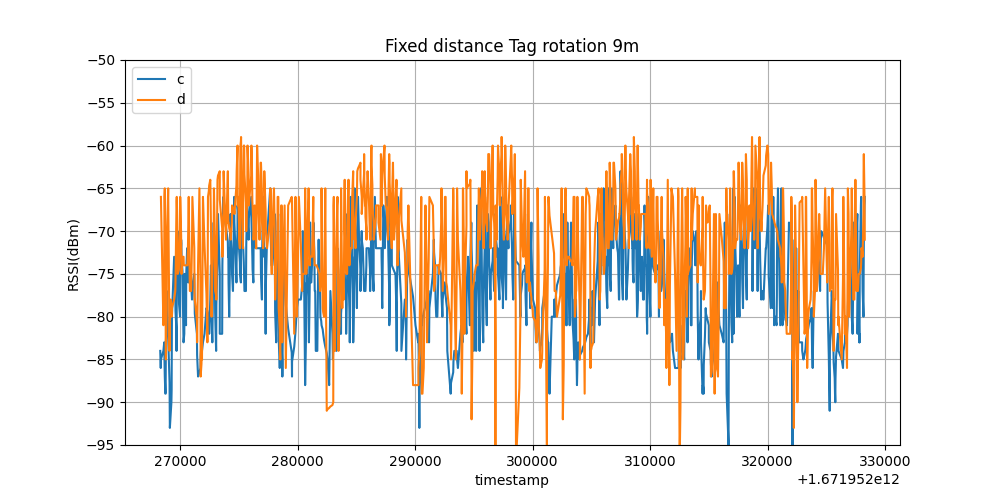 Fixed distance Tag rotation 9m
−50
−55
−60
−65
−70
−75
−80
−85
−90
−95
RSSI(dBm)
c
d
270000 280000 290000 300000 310000 320000 330000
timestamp
+1.671952e12